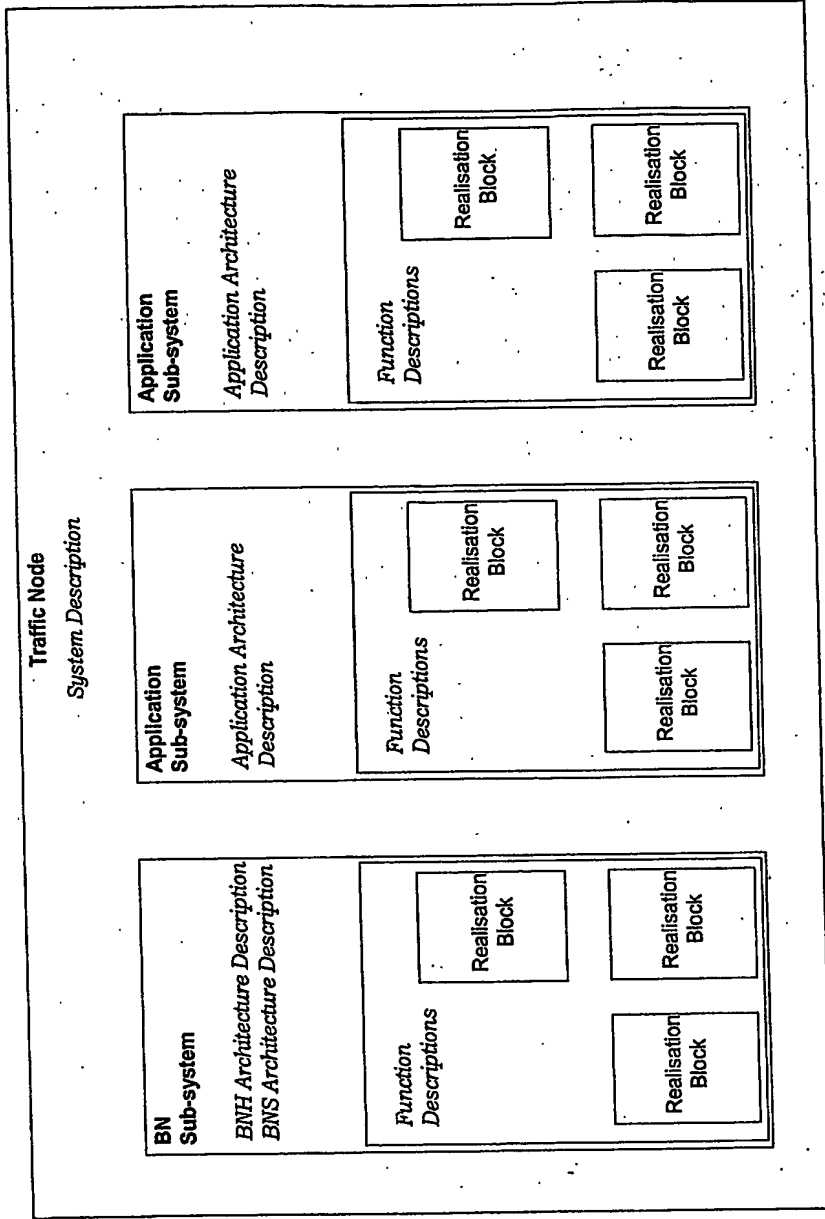 Traffic Node
System Description
BN
Sub-system
BNH Architecture Description
BNS Architecture Description
Function
Descriptions
Realisation
Block
Realisation
Block
Realisation
Block
Application
Sub-system
Application Architecture
Description
Function
Descriptions
Realisation
Block
Realisation
Block
Realisation
Block
Application
Sub-system
Application Architecture
Description
Function
Descriptions
Realisation
Block
Realisation
Block
Realisation
Block